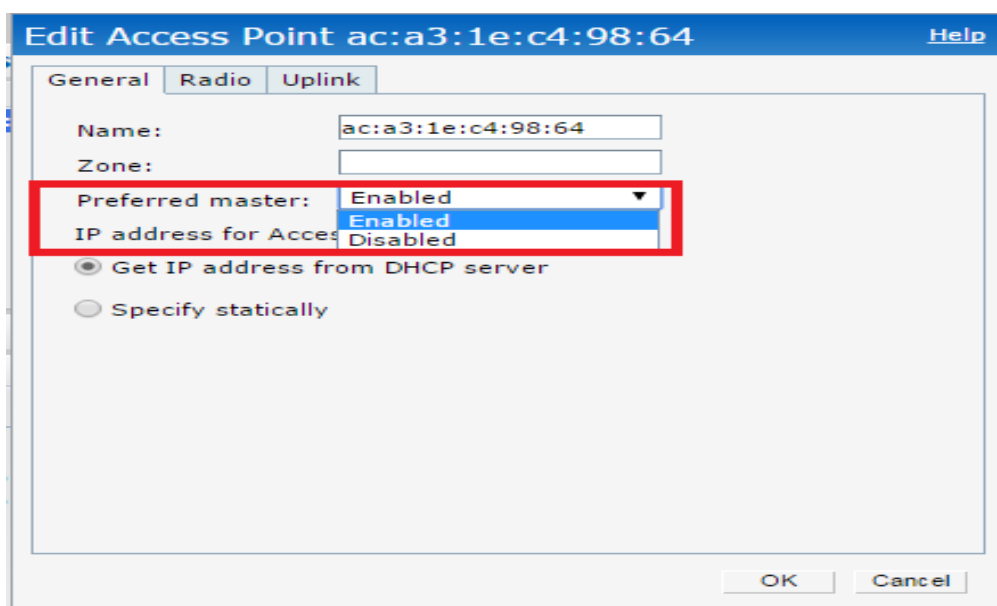 Edit Access Point ac:a3:1e:c4:98:64 Help
General Radio Uplink
Name: ac:a3:1e:c4:98:64
Zone:
Preferred master: Enabled
Enabled
IP address for Acces
Disabled
Get IP address from DHCP server
Specify statically
OK Cancel